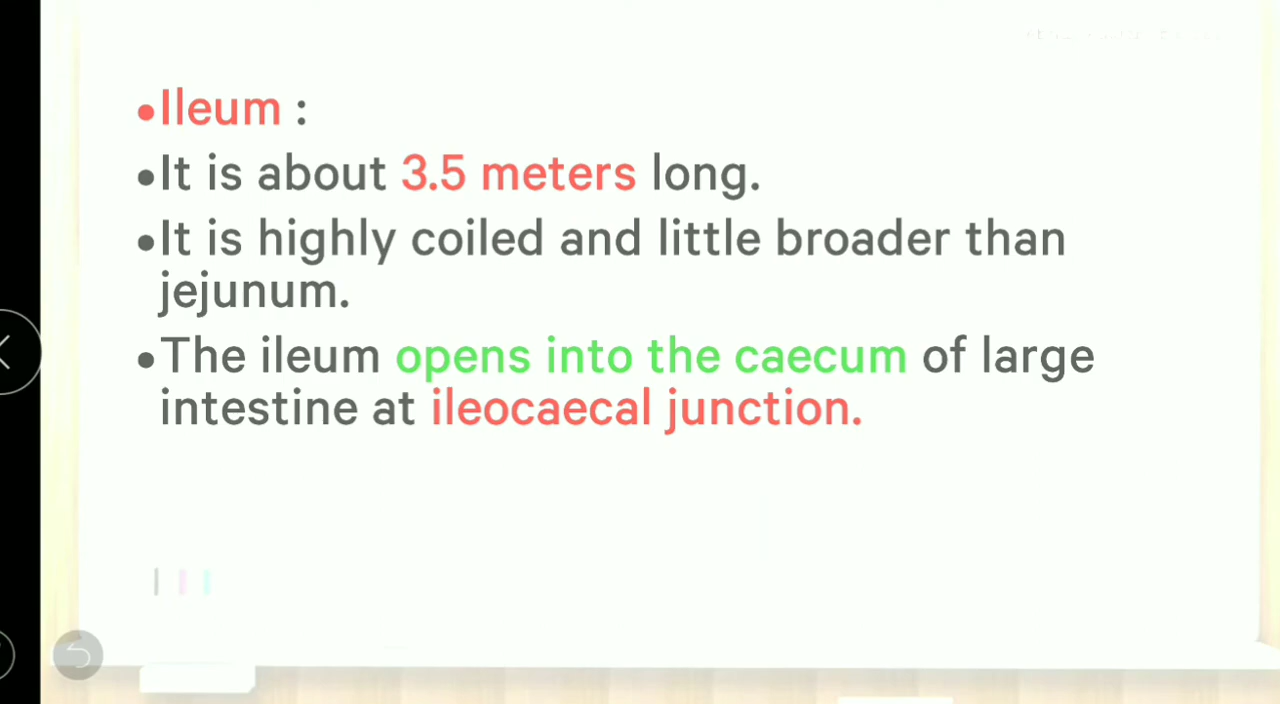 •Ileum :
•It is about 3.5 meters long.
•It is highly coiled and little broader than
jejunum.
•The ileum opens into the caecum of large
intestine at ileocaecal junction.